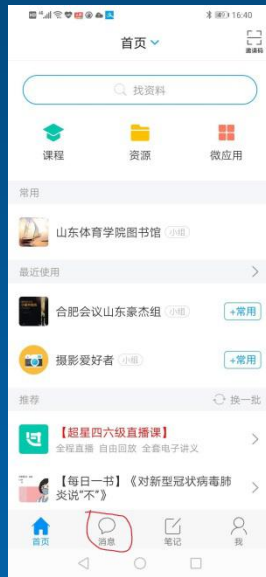 16:40
首页
邀请码
找资料
课程
资源
微应用
常用
山东体育学院图书馆 小组
最近使用
合肥会议山东豪杰组 小组
+常用
摄影爱好者 小组
+常用
推荐
换一批
【超星四六级直播课】
全程直播 自由回放 全套电子讲义
【每日一书】《对新型冠状病毒肺
炎说“不”》
首页
消息
笔记
我